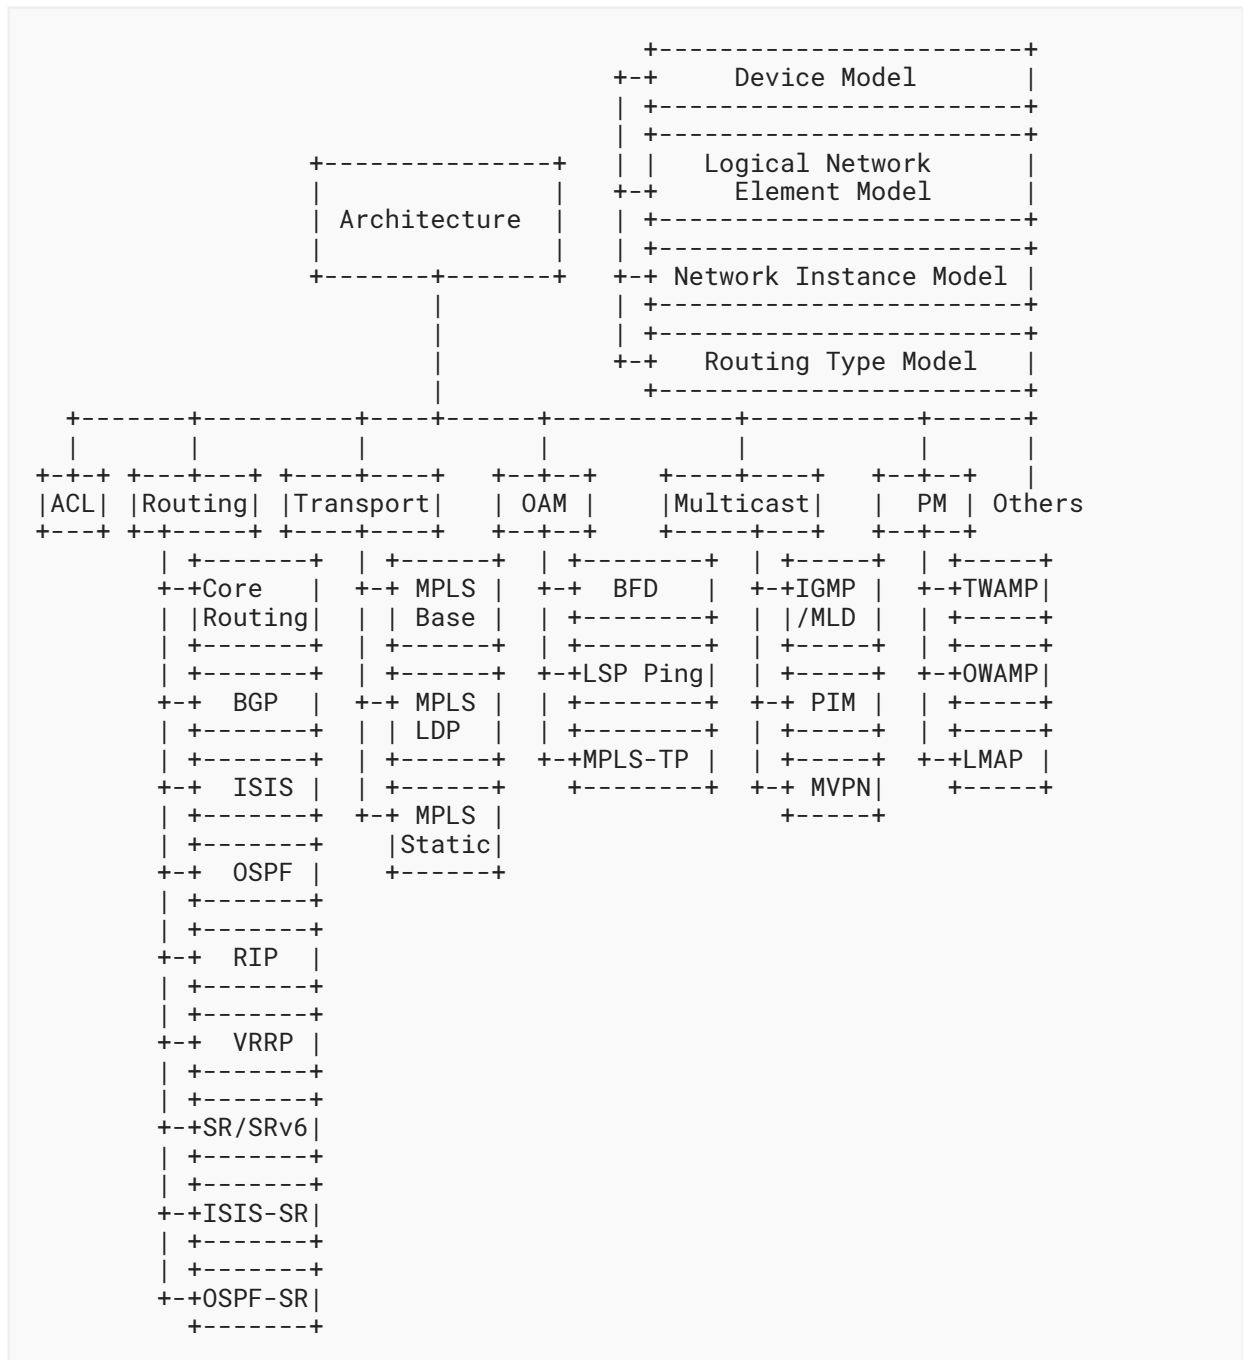 +------------------------+
                                      +-+     Device Model       |
                                      | +------------------------+
                                      | +------------------------+
                  +---------------+   | |   Logical Network      |
                  |               |   +-+     Element Model      |
                  | Architecture  |   | +------------------------+
                  |               |   | +------------------------+
                  +-------+-------+   +-+ Network Instance Model |
                          |           | +------------------------+
                          |           | +------------------------+
                          |           +-+   Routing Type Model   |
                          |             +------------------------+
  +-------+----------+----+------+------------+-----------+------+
  |       |          |           |            |           |      |
+-+-+ +---+---+ +----+----+   +--+--+    +----+----+   +--+--+   |
|ACL| |Routing| |Transport|   | OAM |    |Multicast|   |  PM | Others
+---+ +-+-----+ +----+----+   +--+--+    +-----+---+   +--+--+
        | +-------+  | +------+  | +--------+  | +-----+  | +-----+
        +-+Core   |  +-+ MPLS |  +-+  BFD   |  +-+IGMP |  +-+TWAMP|
        | |Routing|  | | Base |  | +--------+  | |/MLD |  | +-----+
        | +-------+  | +------+  | +--------+  | +-----+  | +-----+
        | +-------+  | +------+  +-+LSP Ping|  | +-----+  +-+OWAMP|
        +-+  BGP  |  +-+ MPLS |  | +--------+  +-+ PIM |  | +-----+
        | +-------+  | | LDP  |  | +--------+  | +-----+  | +-----+
        | +-------+  | +------+  +-+MPLS-TP |  | +-----+  +-+LMAP |
        +-+  ISIS |  | +------+    +--------+  +-+ MVPN|    +-----+
        | +-------+  +-+ MPLS |                  +-----+
        | +-------+    |Static|
        +-+  OSPF |    +------+
        | +-------+
        | +-------+
        +-+  RIP  |
        | +-------+
        | +-------+
        +-+  VRRP |
        | +-------+
        | +-------+
        +-+SR/SRv6|
        | +-------+
        | +-------+
        +-+ISIS-SR|
        | +-------+
        | +-------+
        +-+OSPF-SR|
          +-------+